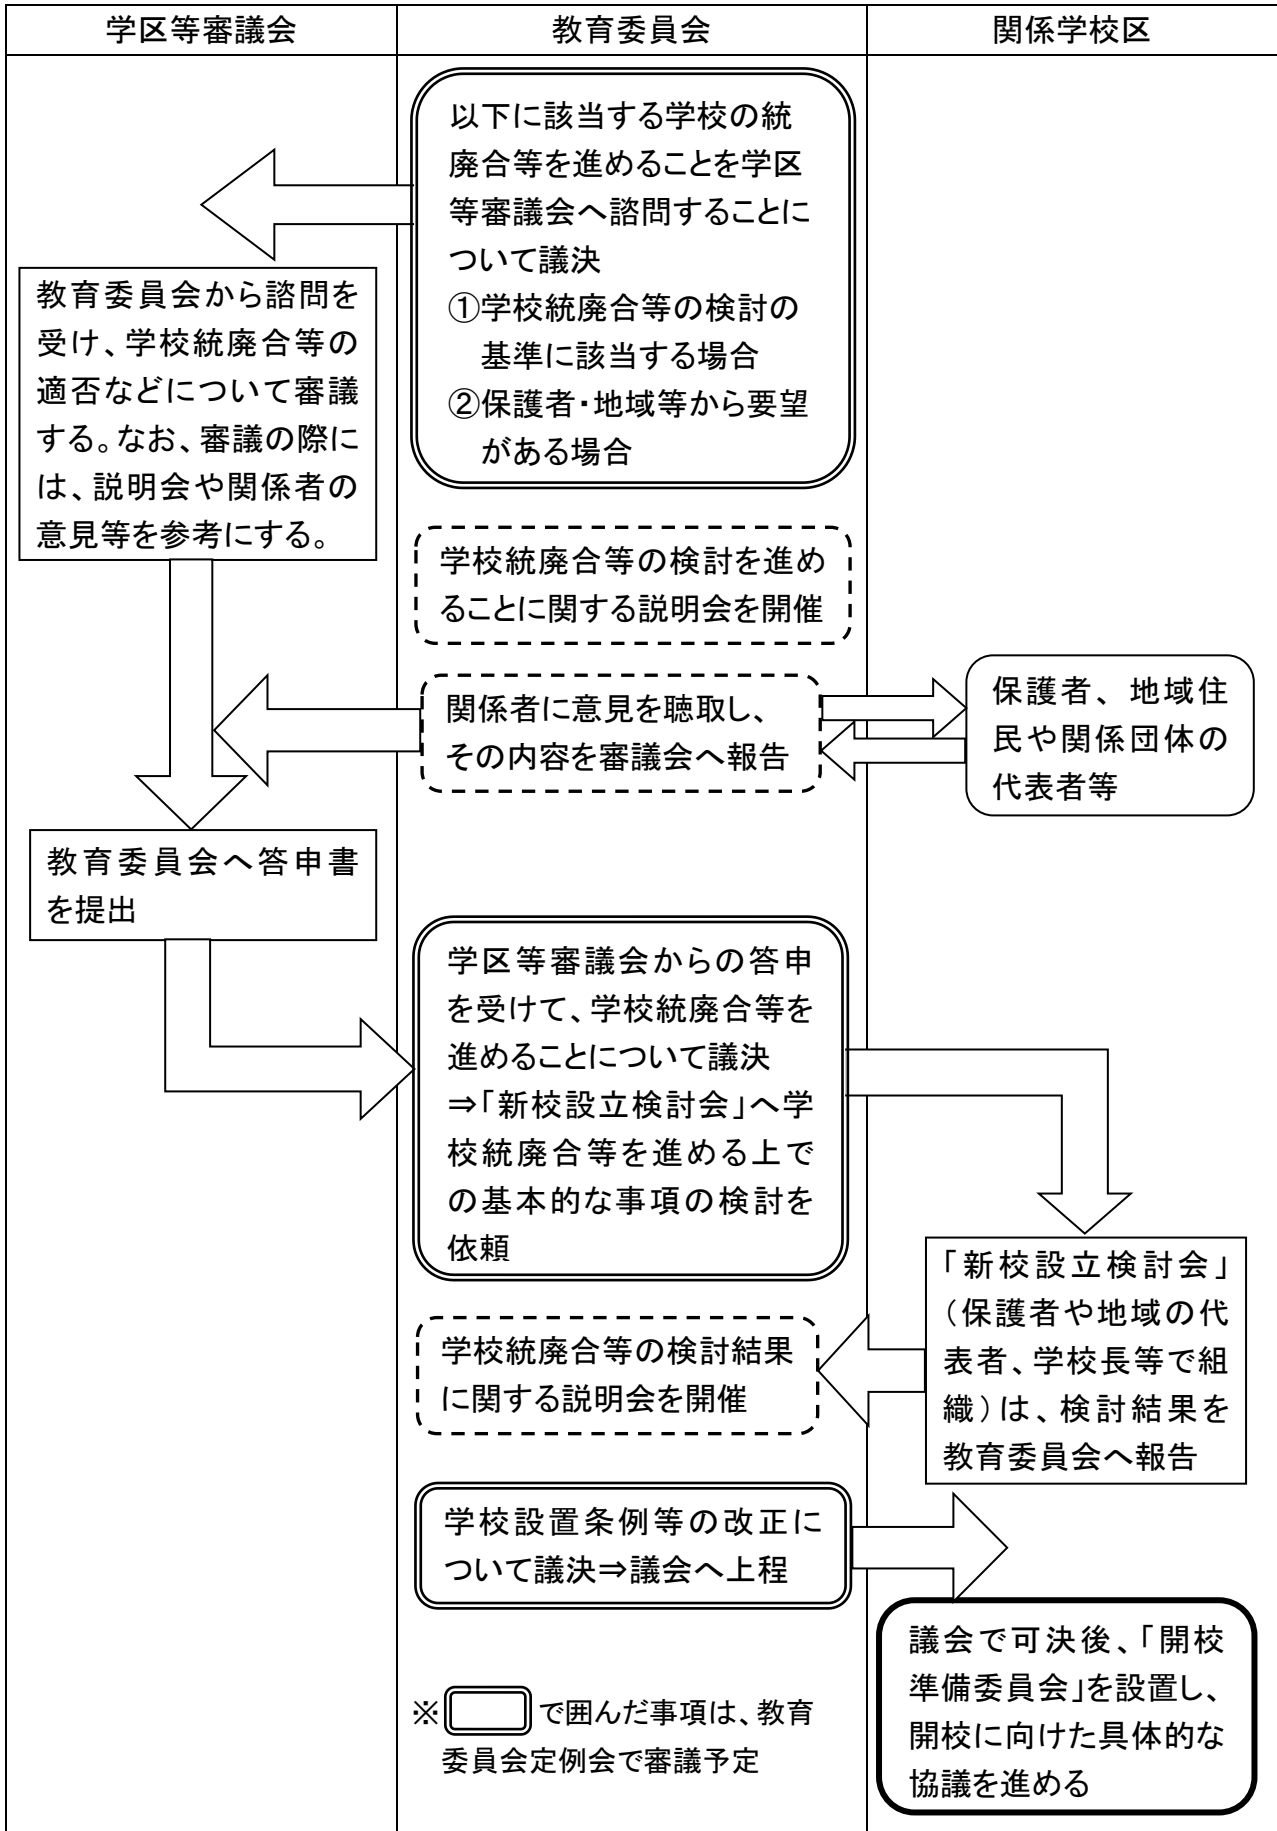 学区等審議会
教育委員会
関係学校区
以下に該当する学校の統
廃合等を進めることを学区
等審議会へ諮問することに
ついて議決
①学校統廃合等の検討の
基準に該当する場合
②保護者・地域等から要望
がある場合
教育委員会から諮問を
受け、学校統廃合等の
適否などについて審議
する。なお、審議の際に
は、説明会や関係者の
意見等を参考にする。
学校統廃合等の検討を進め
ることに関する説明会を開催
関係者に意見を聴取し、
その内容を審議会へ報告
保護者、地域住
民や関係団体の
代表者等
教育委員会へ答申書
を提出
学区等審議会からの答申
を受けて、学校統廃合等を
進めることについて議決
⇒「新校設立検討会」へ学
校統廃合等を進める上で
の基本的な事項の検討を
依頼
「新校設立検討会」
（保護者や地域の代
表者、学校長等で組
織）は、検討結果を
教育委員会へ報告
学校統廃合等の検討結果
に関する説明会を開催
学校設置条例等の改正に
ついて議決⇒議会へ上程
議会で可決後、「開校
準備委員会」を設置し、
開校に向けた具体的な
協議を進める
※ で囲んだ事項は、教育
委員会定例会で審議予定